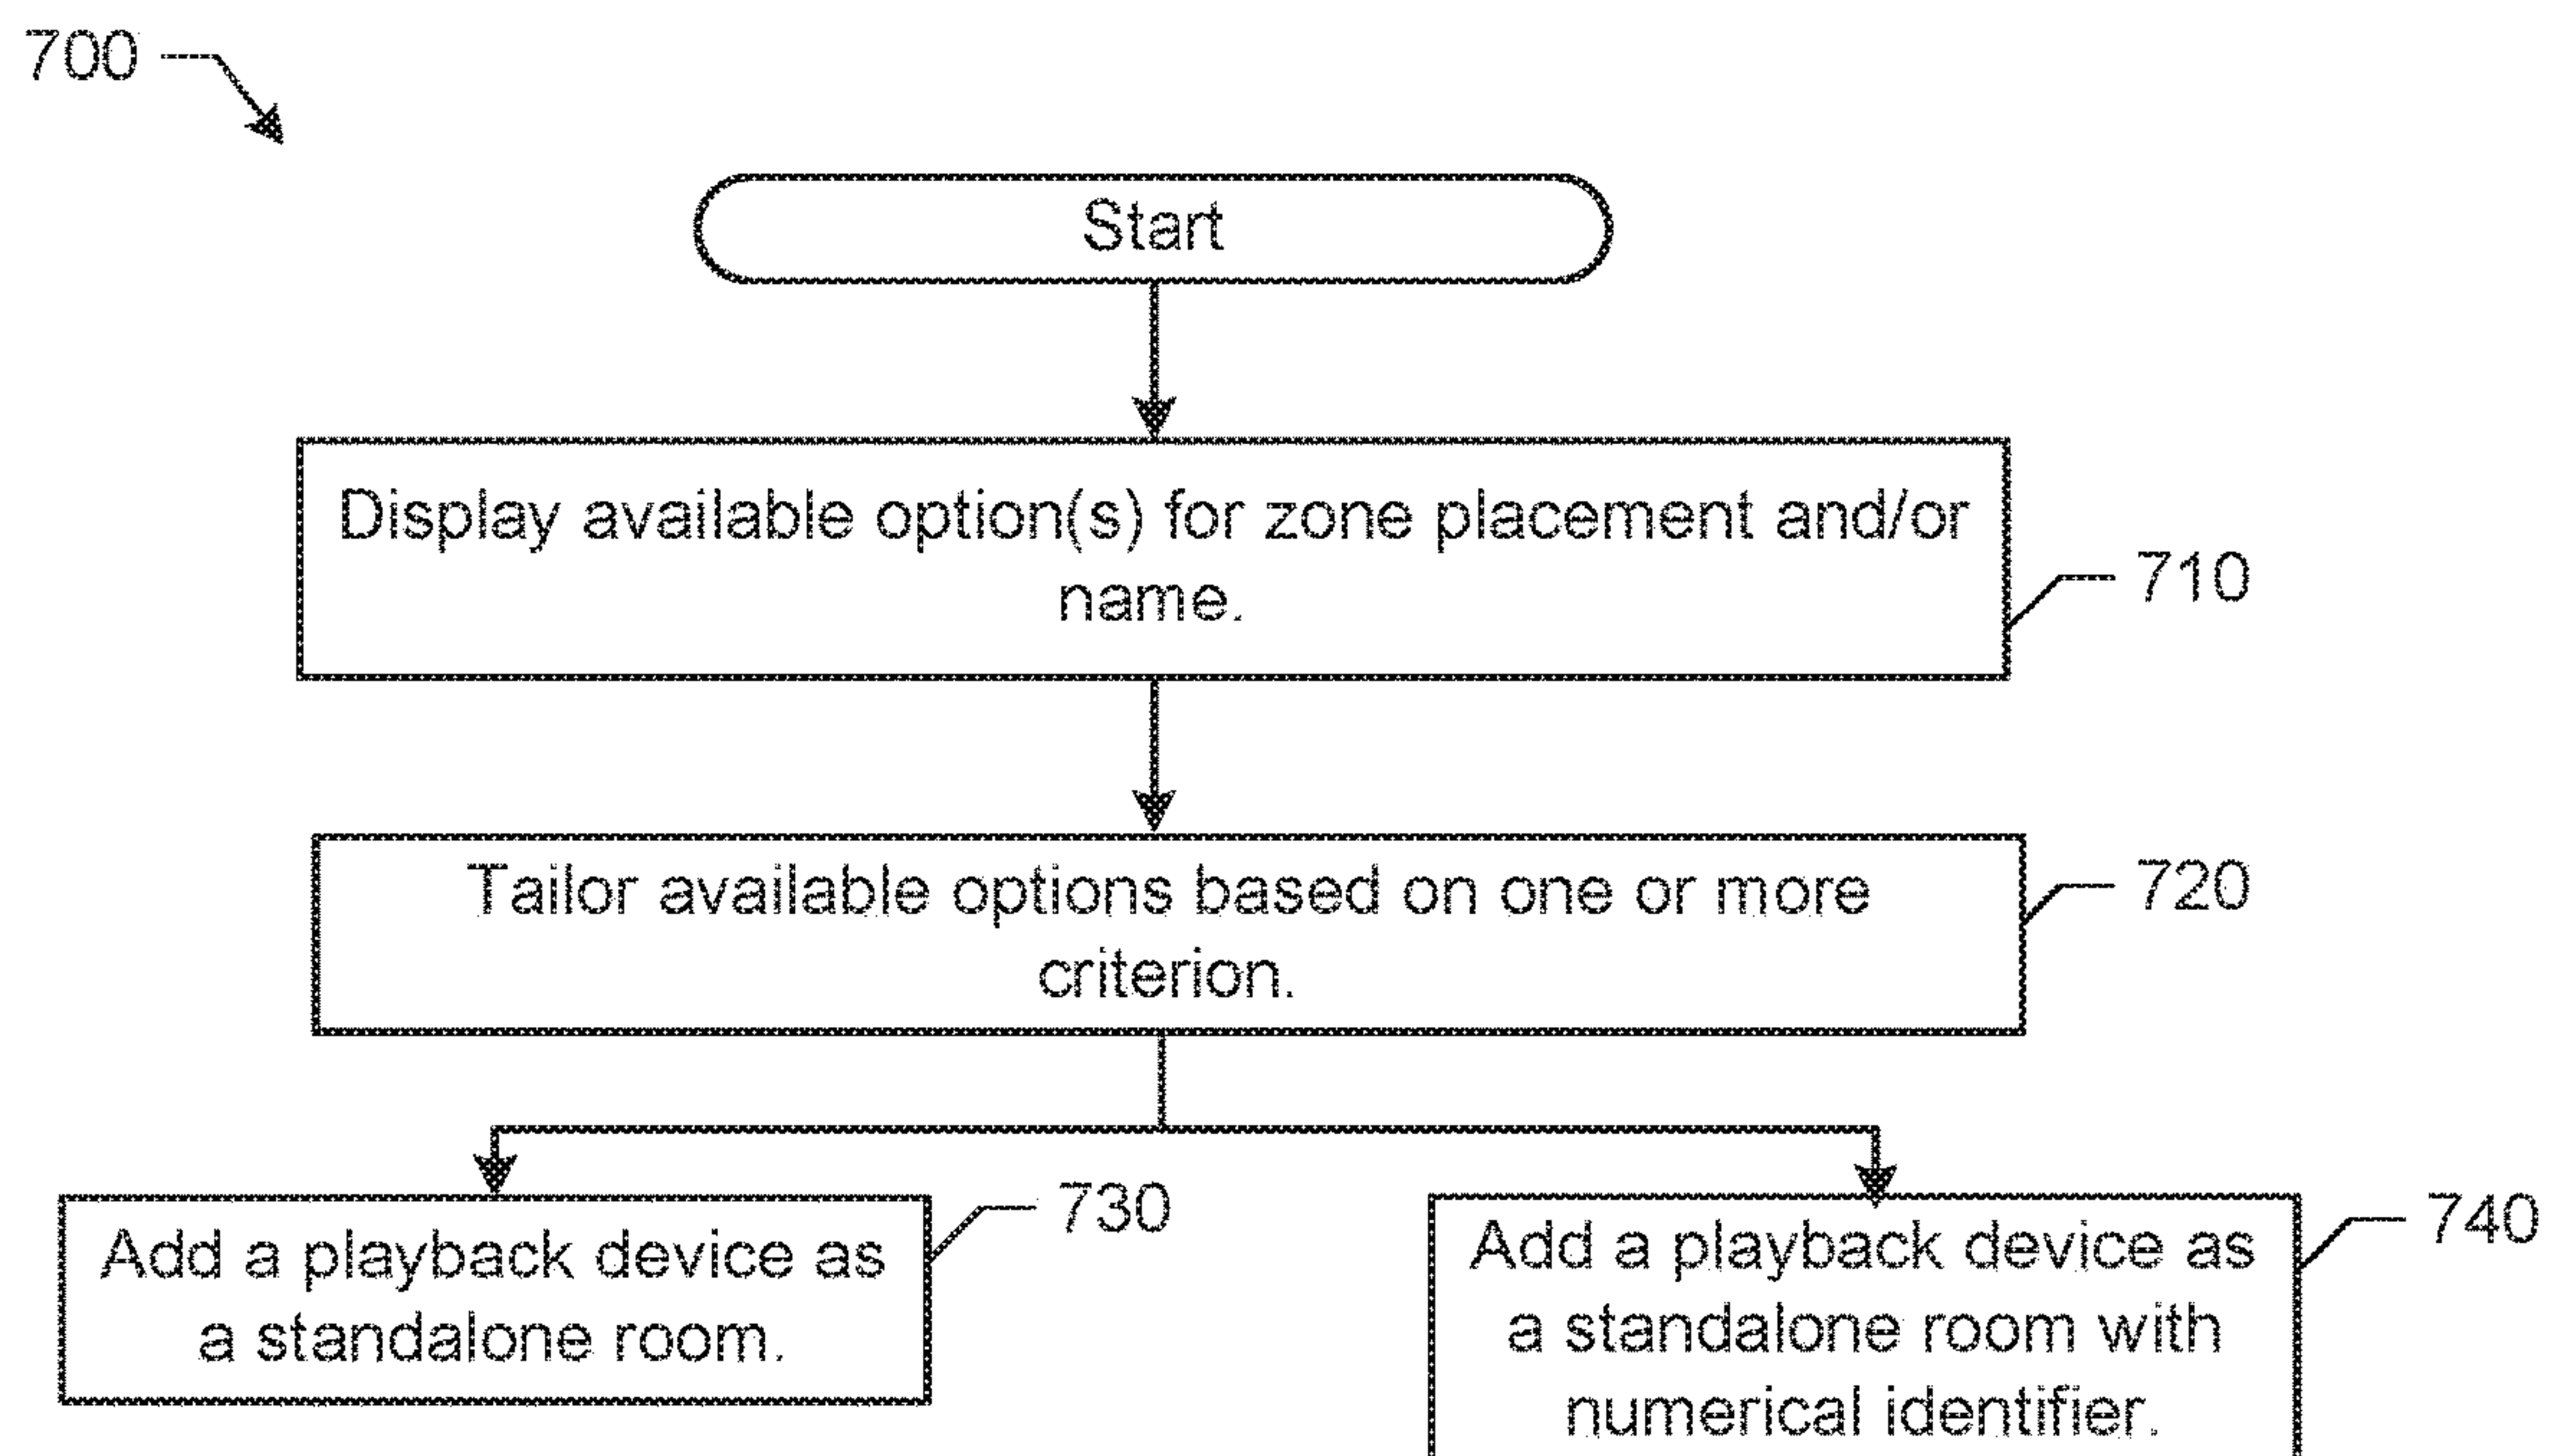 700
Start
Display available option(s) for zone placement and/or
name.
710
Tailor available options based on one or more
criterion.
720
Add a playback device as
a standalone room.
730
Add a playback device as
a standalone room with
numerical identifier.
740